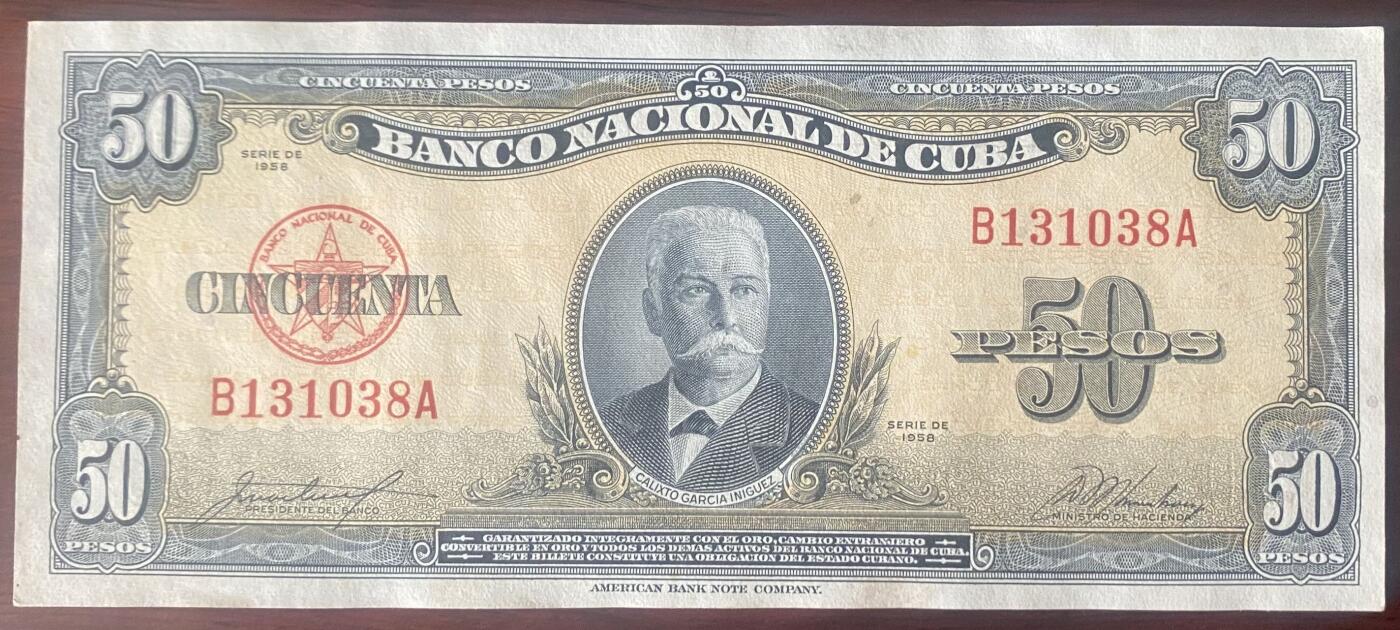 CINCUENTA PESOS
50
CINCUENTA PESOS
50
50
BANCO NACIONAL DE CUBA
SERIE DE
1958
BANCO NACIONAL DE CUBA
CINCUENTA
B131038A
B131038A
50
PESOS
SERIE DE
1958
CALIXTO GARCIA IÑIGUEZ
50
PESOS
50
PESOS
PRESIDENTE DEL BANCO
MINISTRO DE HACIENDA
GARANTIZADO INTEGRAMENTE CON EL ORO, CAMBIO EXTRANJERO
CONVERTIBLE EN ORO Y TODOS LOS DEMAS ACTIVOS DEL BANCO NACIONAL DE CUBA.
ESTE BILLETE CONSTITUYE UNA OBLIGACION DEL ESTADO CUBANO.
AMERICAN BANK NOTE COMPANY.